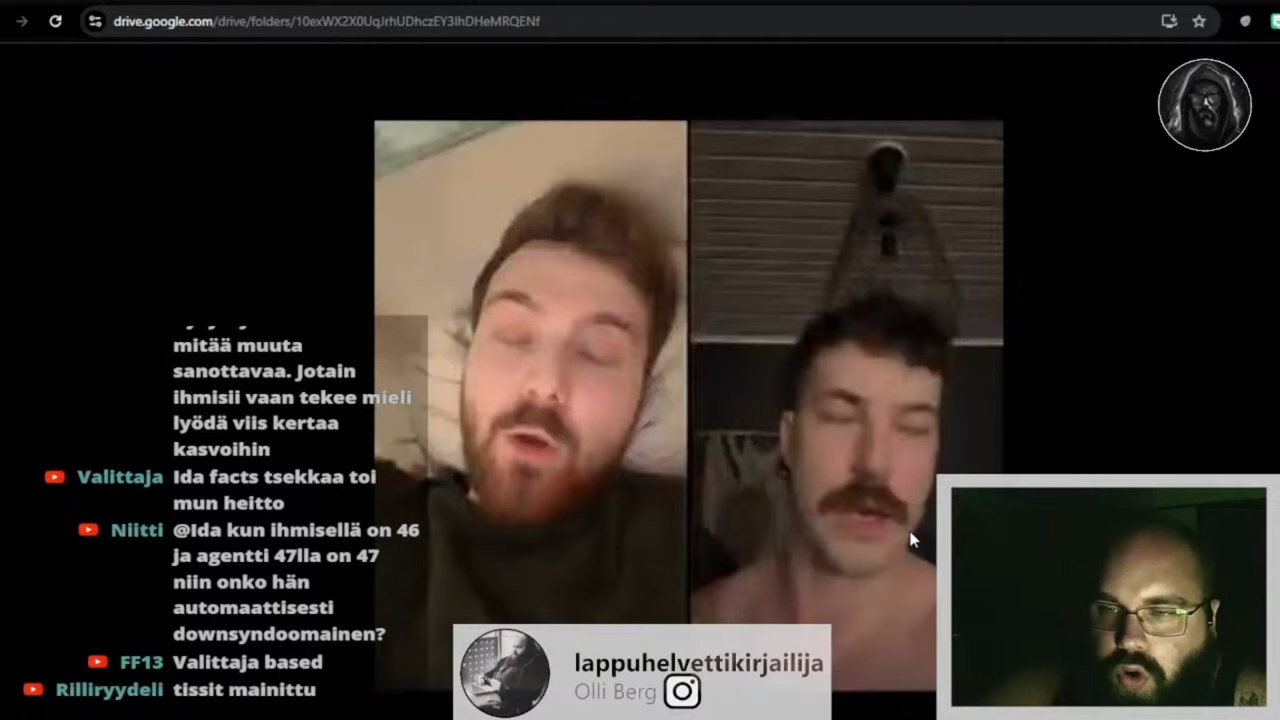 drive.google.com/drive/folders/10exWX2X0UqJrhUDhczEY3IhDHeMRQENf
mitää muuta
sanottavaa. Jotain
ihmisii vaan tekee mieli
lyödä viis kertaa
kasvoihin
Valittaja Ida facts tsekkaa toi
mun heitto
Niitti @Ida kun ihmisellä on 46
ja agentti 47lla on 47
niin onko hän
automaattisesti
downsyndoomainen?
FF13 Valittaja based
Rilliryydeli tissit mainittu
lappuhelvettikirjailija
Olli Berg